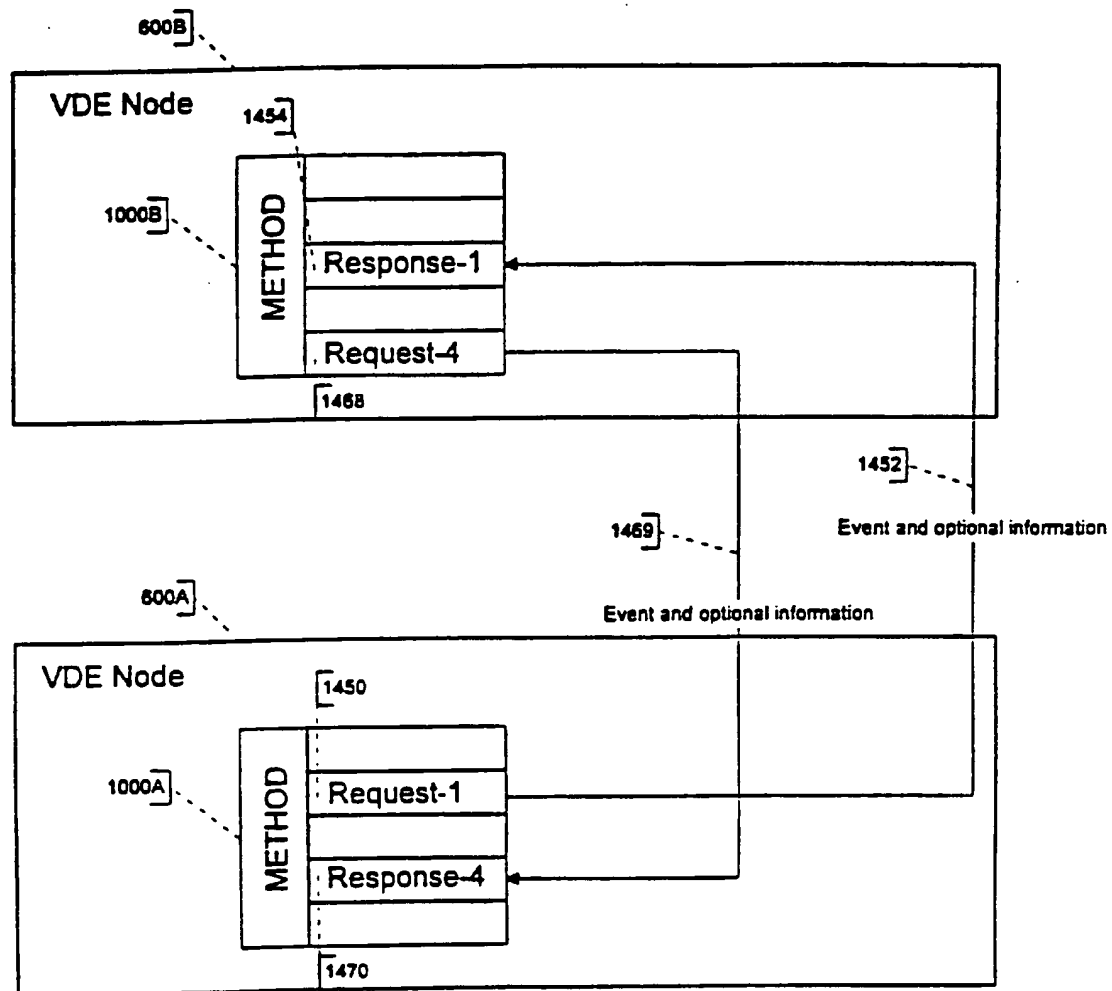 600B
VDE Node
1454
1000B
METHOD
Response-1
Request-4
1468
1452
Event and optional information
1469
Event and optional information
600A
VDE Node
1450
1000A
METHOD
Request-1
Response-4
1470